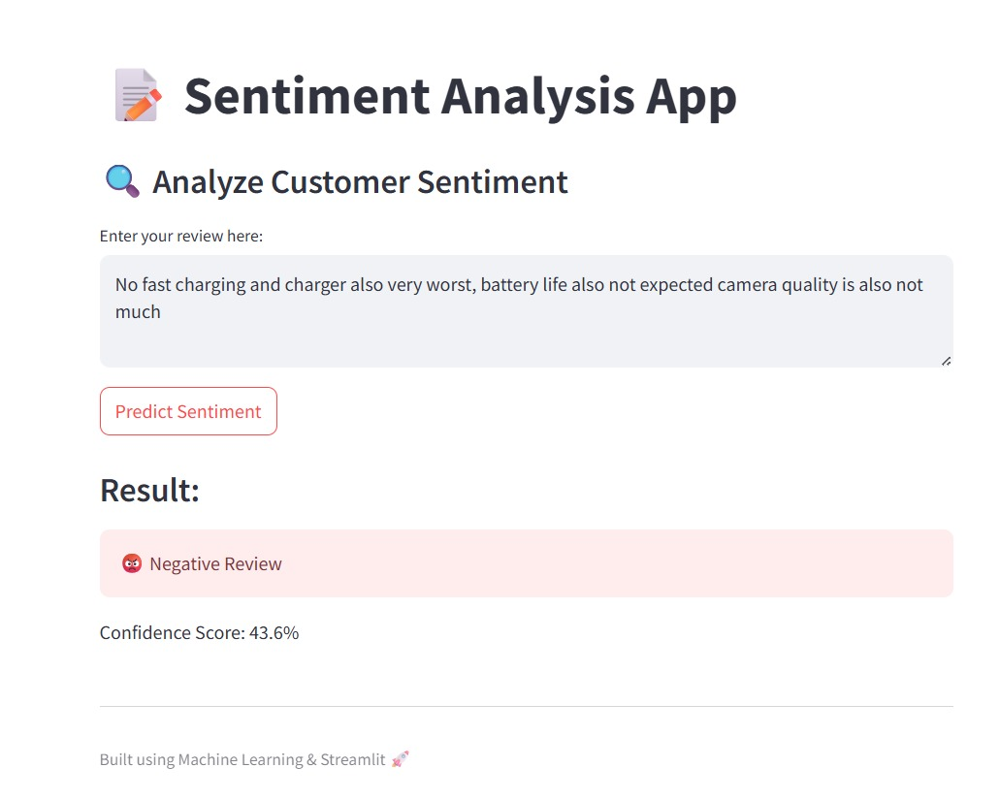 Sentiment Analysis App
Analyze Customer Sentiment
Enter your review here:
No fast charging and charger also very worst, battery life also not expected camera quality is also not
much
Predict Sentiment
Result:
Negative Review
Confidence Score: 43.6%
Built using Machine Learning & Streamlit